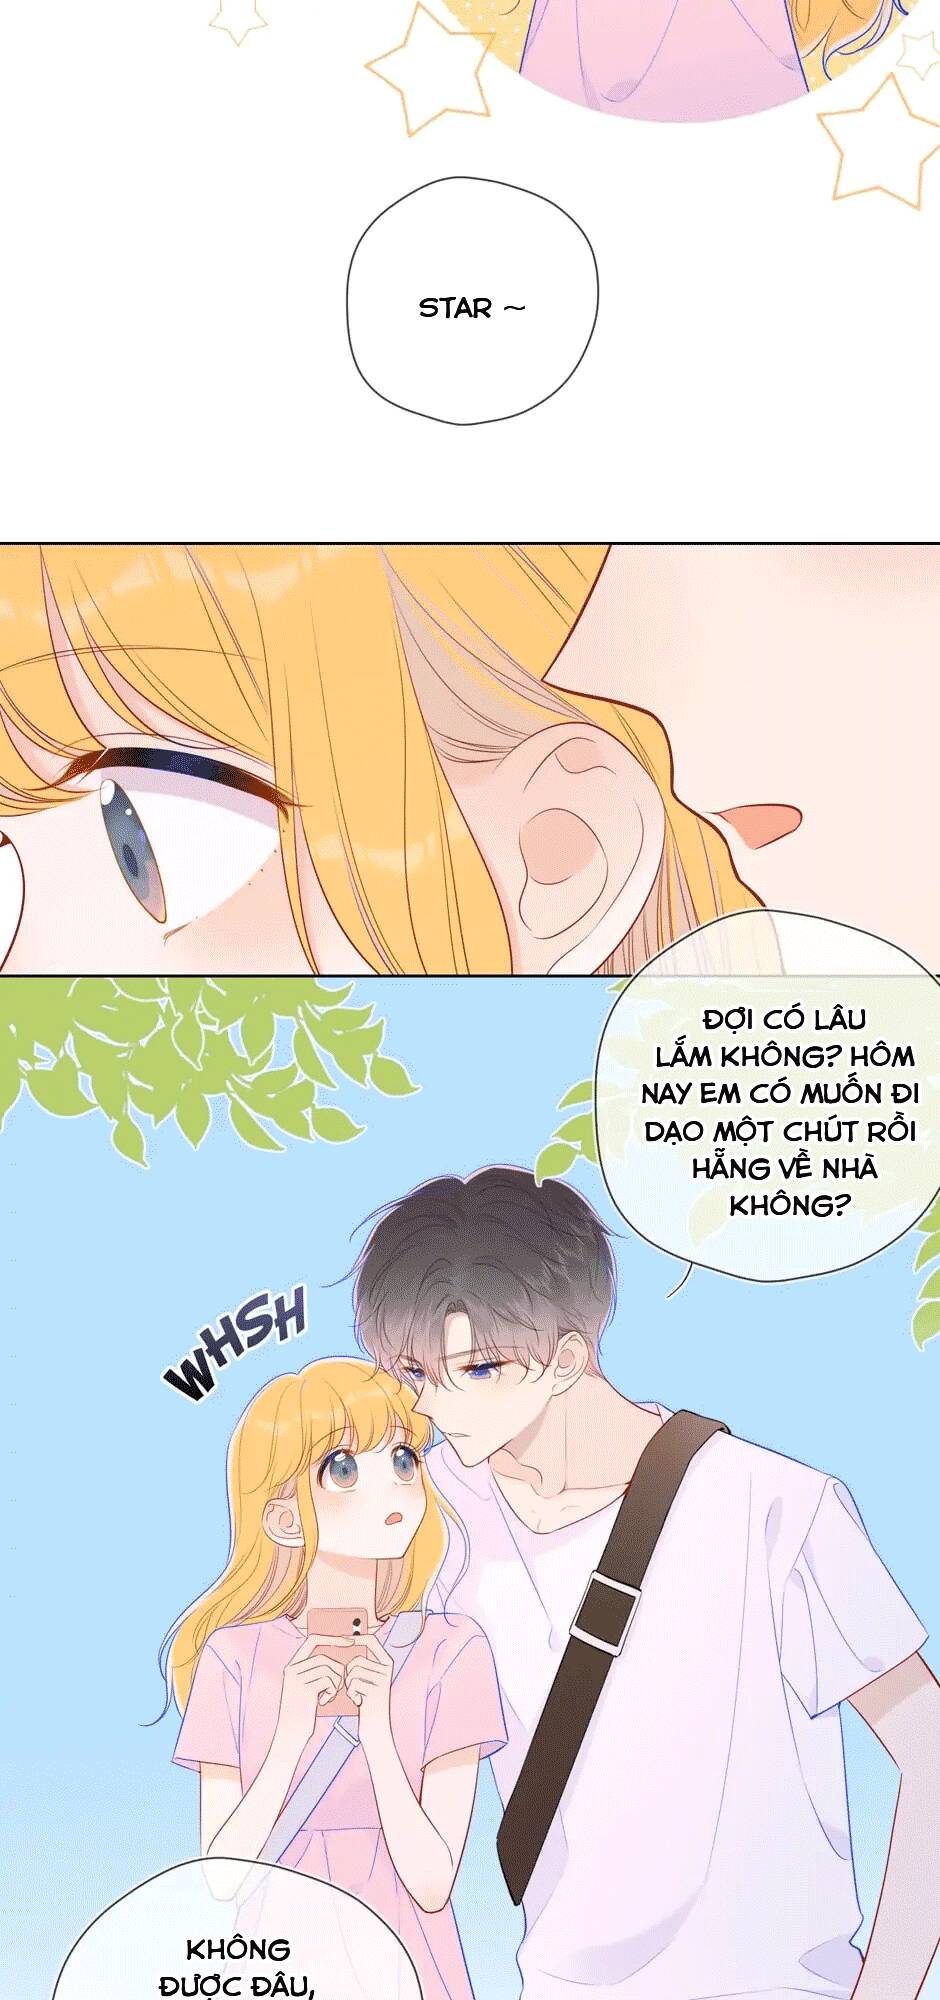 STAR ~
ĐỢI CÓ LÂU
LẮM KHÔNG? HÔM
NAY EM CÓ MUỐN ĐI
DẠO MỘT CHÚT RỒI
HẴNG VỀ NHÀ
KHÔNG?
WHSH
KHÔNG
ĐƯỢC ĐÂU,